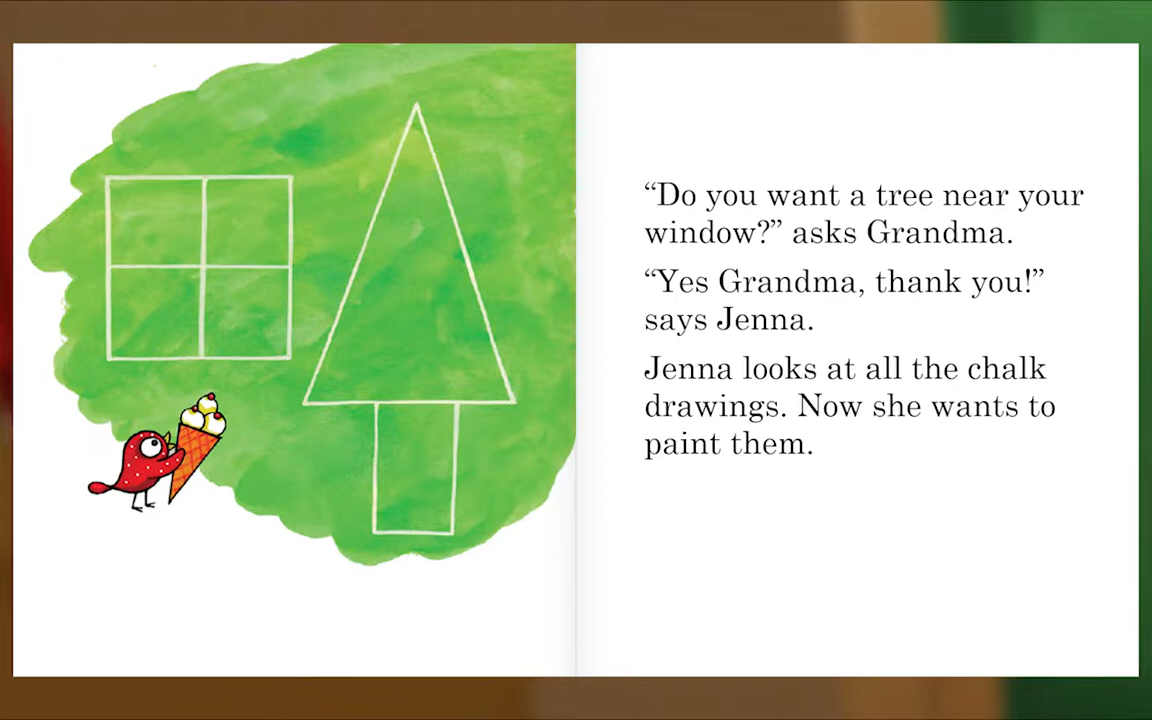 “Do you want a tree near your
window?” asks Grandma.
“Yes Grandma, thank you!”
says Jenna.
Jenna looks at all the chalk
drawings. Now she wants to
paint them.